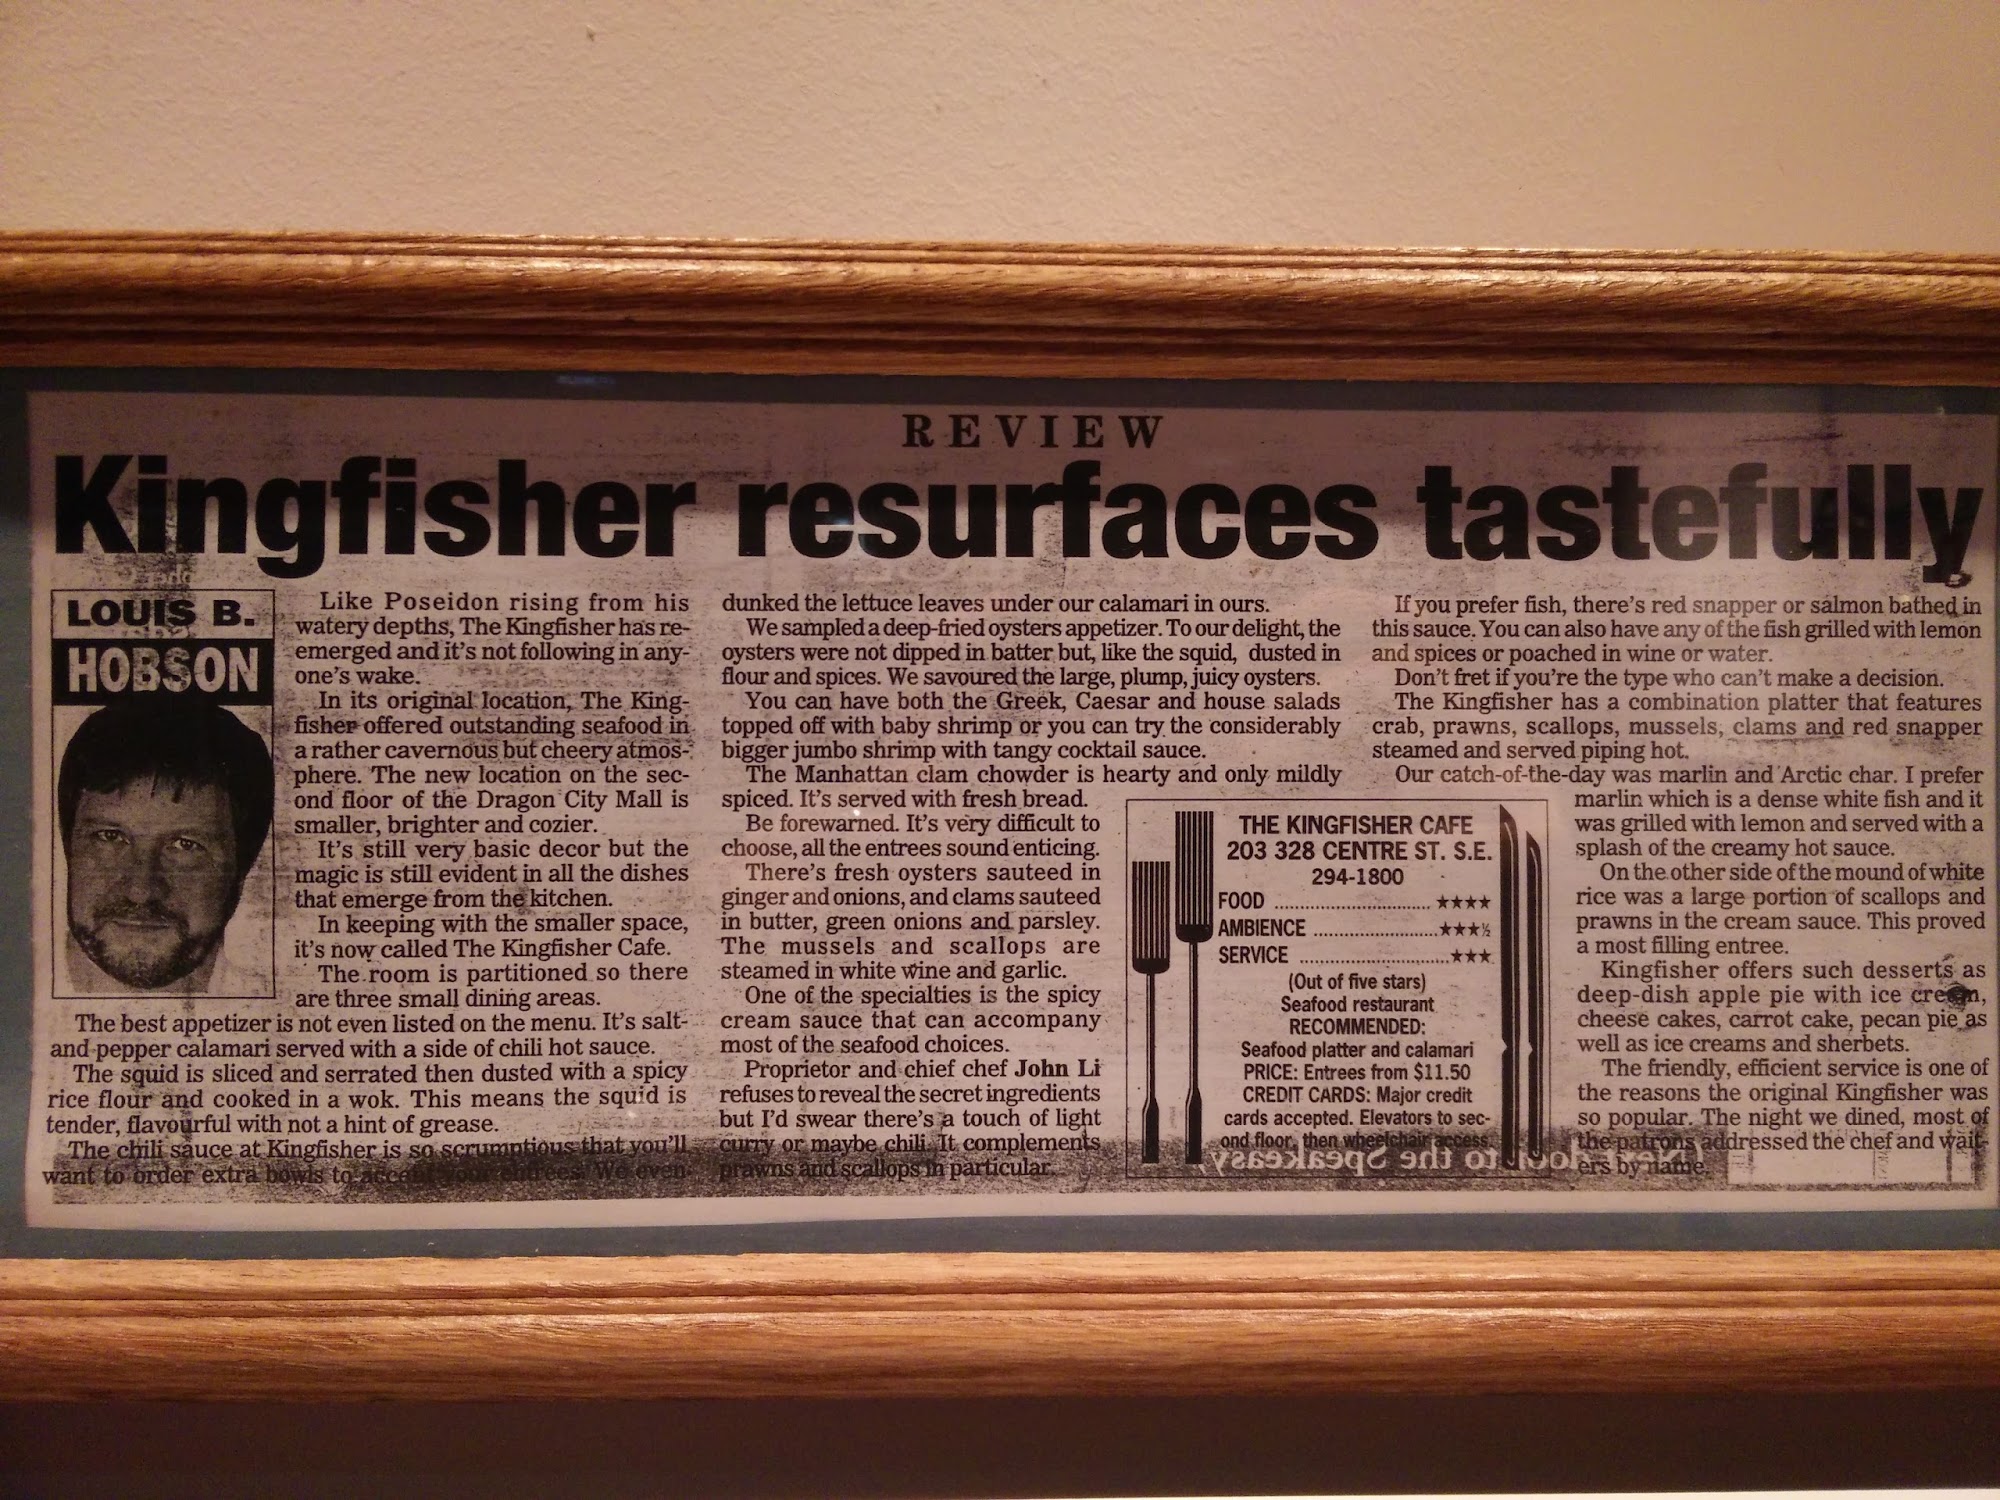 REVIEW
Kingfisher resurfaces tastefully
LOUIS B.
HOBSON
Like Poseidon rising from his
watery depths, The Kingfisher has re-
emerged and it's not following in any-
one's wake.
In its original location, The King-
fisher offered outstanding seafood in
a rather cavernous but cheery atmos-
phere. The new location on the sec-
ond floor of the Dragon City Mall is
smaller, brighter and cozier.
It's still very basic decor but the
magic is still evident in all the dishes
that emerge from the kitchen.
In keeping with the smaller space,
it's now called The Kingfisher Cafe.
The room is partitioned so there
are three small dining areas.
The best appetizer is not even listed on the menu. It's salt-
and pepper calamari served with a side of chili hot sauce.
The squid is sliced and serrated then dusted with a spicy
rice flour and cooked in a wok. This means the squid is
tender, flavourful with not a hint of grease.
The chili sauce at Kingfisher is so scrumptious that you'll
want to order extra bowls to accent your entrees. We even
dunked the lettuce leaves under our calamari in ours.
We sampled a deep-fried oysters appetizer. To our delight, the
oysters were not dipped in batter but, like the squid, dusted in
flour and spices. We savoured the large, plump, juicy oysters.
You can have both the Greek, Caesar and house salads
topped off with baby shrimp or you can try the considerably
bigger jumbo shrimp with tangy cocktail sauce.
The Manhattan clam chowder is hearty and only mildly
spiced. It's served with fresh bread.
Be forewarned. It's very difficult to
choose, all the entrees sound enticing.
There's fresh oysters sauteed in
ginger and onions, and clams sauteed
in butter, green onions and parsley.
The mussels and scallops are
steamed in white wine and garlic.
One of the specialties is the spicy
cream sauce that can accompany
most of the seafood choices.
Proprietor and chief chef John Li
refuses to reveal the secret ingredients
but I'd swear there's a touch of light
curry or maybe chili. It complements
prawns and scallops in particular.
THE KINGFISHER CAFE
203 328 CENTRE ST. S.E.
294-1800
FOOD ............................ ★★★★
AMBIENCE ......................★★★½
SERVICE ..........................★★★
(Out of five stars)
Seafood restaurant
RECOMMENDED:
Seafood platter and calamari
PRICE: Entrees from $11.50
CREDIT CARDS: Major credit
cards accepted. Elevators to sec-
ond floor, then wheelchair access.
(Next door to the Speakeasy,
If you prefer fish, there's red snapper or salmon bathed in
this sauce. You can also have any of the fish grilled with lemon
and spices or poached in wine or water.
Don't fret if you're the type who can't make a decision.
The Kingfisher has a combination platter that features
crab, prawns, scallops, mussels, clams and red snapper
steamed and served piping hot.
Our catch-of-the-day was marlin and Arctic char. I prefer
marlin which is a dense white fish and it
was grilled with lemon and served with a
splash of the creamy hot sauce.
On the other side of the mound of white
rice was a large portion of scallops and
prawns in the cream sauce. This proved
a most filling entree.
Kingfisher offers such desserts as
deep-dish apple pie with ice cream,
cheese cakes, carrot cake, pecan pie as
well as ice creams and sherbets.
The friendly, efficient service is one of
the reasons the original Kingfisher was
so popular. The night we dined, most of
the patrons addressed the chef and wait-
ers by name.